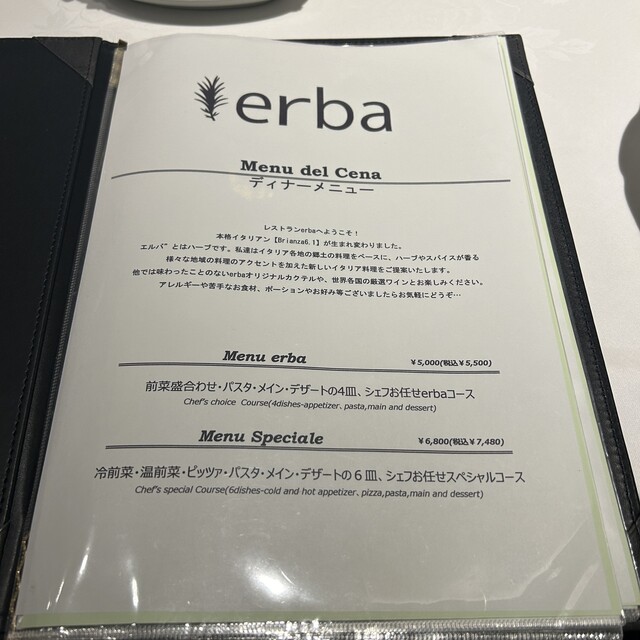 erba
Menu del Cena
ディナーメニュー
レストランerbaへようこそ！
本格イタリアン【Brianza6.1】が生まれ変わりました。
エルバ" とはハーブです。私達はイタリア各地の郷土の料理をベースに、ハーブやスパイスが香る
様々な地域の料理のアクセントを加えた新しいイタリア料理をご提案いたします。
他では味わったことのないerbaオリジナルカクテルや、世界各国の厳選ワインとお楽しみください。
アレルギーや苦手なお食材、ポーションやお好み等ございましたらお気軽にどうぞ…
Menu erba ￥5,000(税込￥5,500)
前菜盛合わせ・パスタ・メイン・デザートの4皿、シェフお任せerbaコース
Chef's choice Course(4dishes-appetizer、pasta,main and dessert)
Menu Speciale ￥6,800(税込￥7,480)
冷前菜・温前菜・ピッツァ・パスタ・メイン・デザートの６皿、シェフお任せスペシャルコース
Chef's special Course(6dishes-cold and hot appetizer、pizza,pasta,main and dessert)